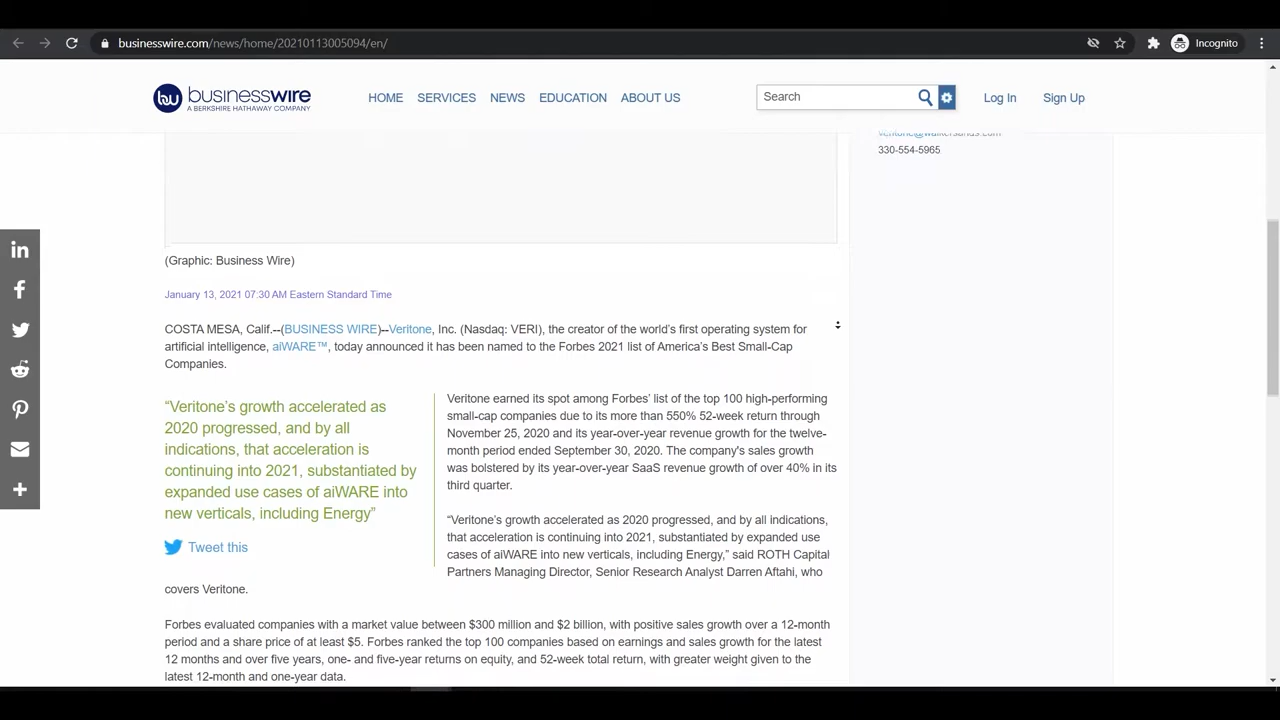 businesswire.com/news/home/20210113005094/en/
Incognito
bw businesswire
A BERKSHIRE HATHAWAY COMPANY
HOME
SERVICES
NEWS
EDUCATION
ABOUT US
Search
Log In
Sign Up
veritone@walkersands.com
330-554-5965
(Graphic: Business Wire)
January 13, 2021 07:30 AM Eastern Standard Time
COSTA MESA, Calif.--(BUSINESS WIRE)--Veritone, Inc. (Nasdaq: VERI), the creator of the world’s first operating system for
artificial intelligence, aiWARE™, today announced it has been named to the Forbes 2021 list of America’s Best Small-Cap
Companies.
“Veritone’s growth accelerated as
2020 progressed, and by all
indications, that acceleration is
continuing into 2021, substantiated by
expanded use cases of aiWARE into
new verticals, including Energy”
Tweet this
Veritone earned its spot among Forbes’ list of the top 100 high-performing
small-cap companies due to its more than 550% 52-week return through
November 25, 2020 and its year-over-year revenue growth for the twelve-
month period ended September 30, 2020. The company's sales growth
was bolstered by its year-over-year SaaS revenue growth of over 40% in its
third quarter.
“Veritone’s growth accelerated as 2020 progressed, and by all indications,
that acceleration is continuing into 2021, substantiated by expanded use
cases of aiWARE into new verticals, including Energy,” said ROTH Capital
Partners Managing Director, Senior Research Analyst Darren Aftahi, who
covers Veritone.
Forbes evaluated companies with a market value between $300 million and $2 billion, with positive sales growth over a 12-month
period and a share price of at least $5. Forbes ranked the top 100 companies based on earnings and sales growth for the latest
12 months and over five years, one- and five-year returns on equity, and 52-week total return, with greater weight given to the
latest 12-month and one-year data.